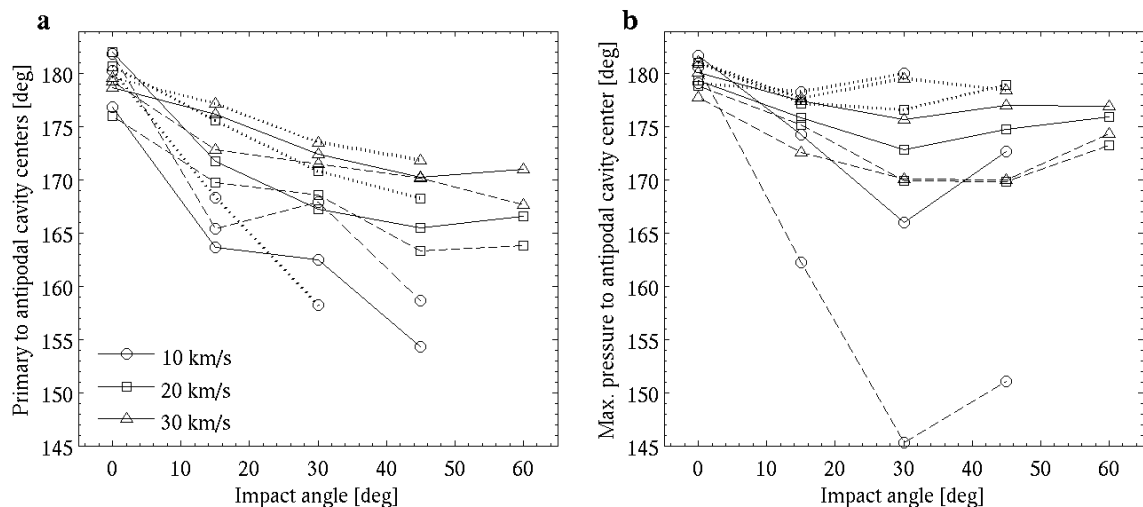 a
Primary to antipodal cavity centers [deg]
180
175
170
165
160
155
150
145
10 km/s
20 km/s
30 km/s
0 10 20 30 40 50 60
Impact angle [deg]
b
Max. pressure to antipodal cavity center [deg]
180
175
170
165
160
155
150
145
0 10 20 30 40 50 60
Impact angle [deg]